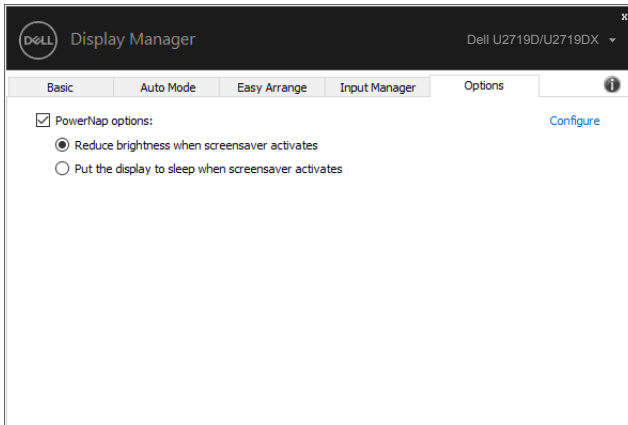 x
DELL Display Manager Dell U2719D/U2719DX
Basic Auto Mode Easy Arrange Input Manager Options i
PowerNap options: Configure
Reduce brightness when screensaver activates
Put the display to sleep when screensaver activates